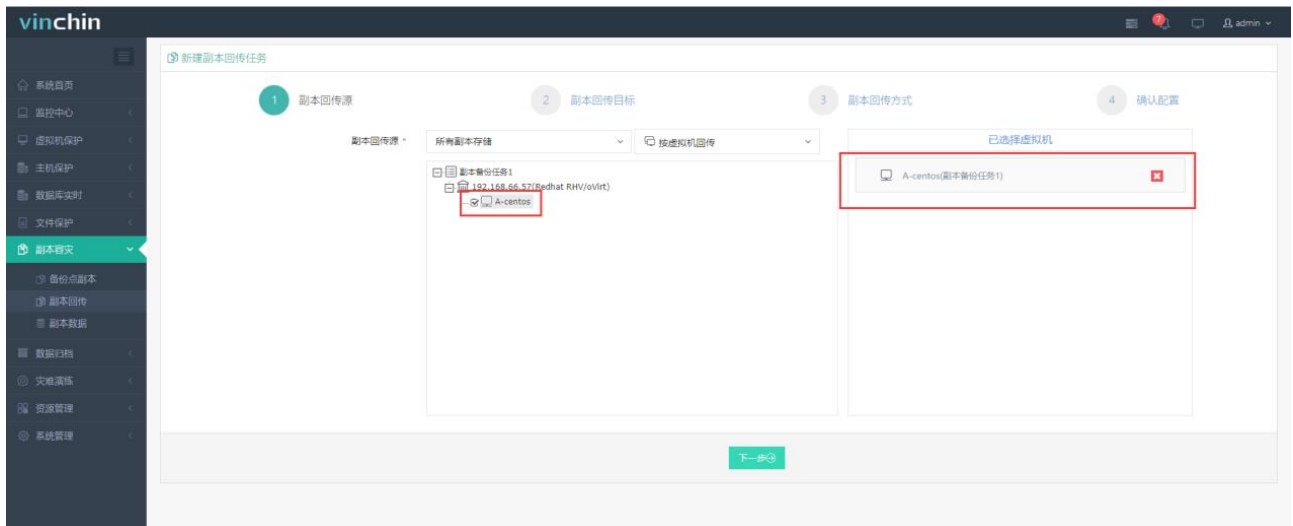 vinchin
7
admin
新建副本回传任务
系统首页
监控中心
虚拟机保护
主机保护
数据库实时
文件保护
副本容灾
备份点副本
副本回传
副本数据
数据归档
灾难演练
资源管理
系统管理
1 副本回传源
2 副本回传目标
3 副本回传方式
4 确认配置
副本回传源 *
所有副本存储
按虚拟机回传
已选择虚拟机
副本备份任务1
192.168.66.57(Redhat RHV/oVirt)
A-centos
A-centos(副本备份任务1)
下一步